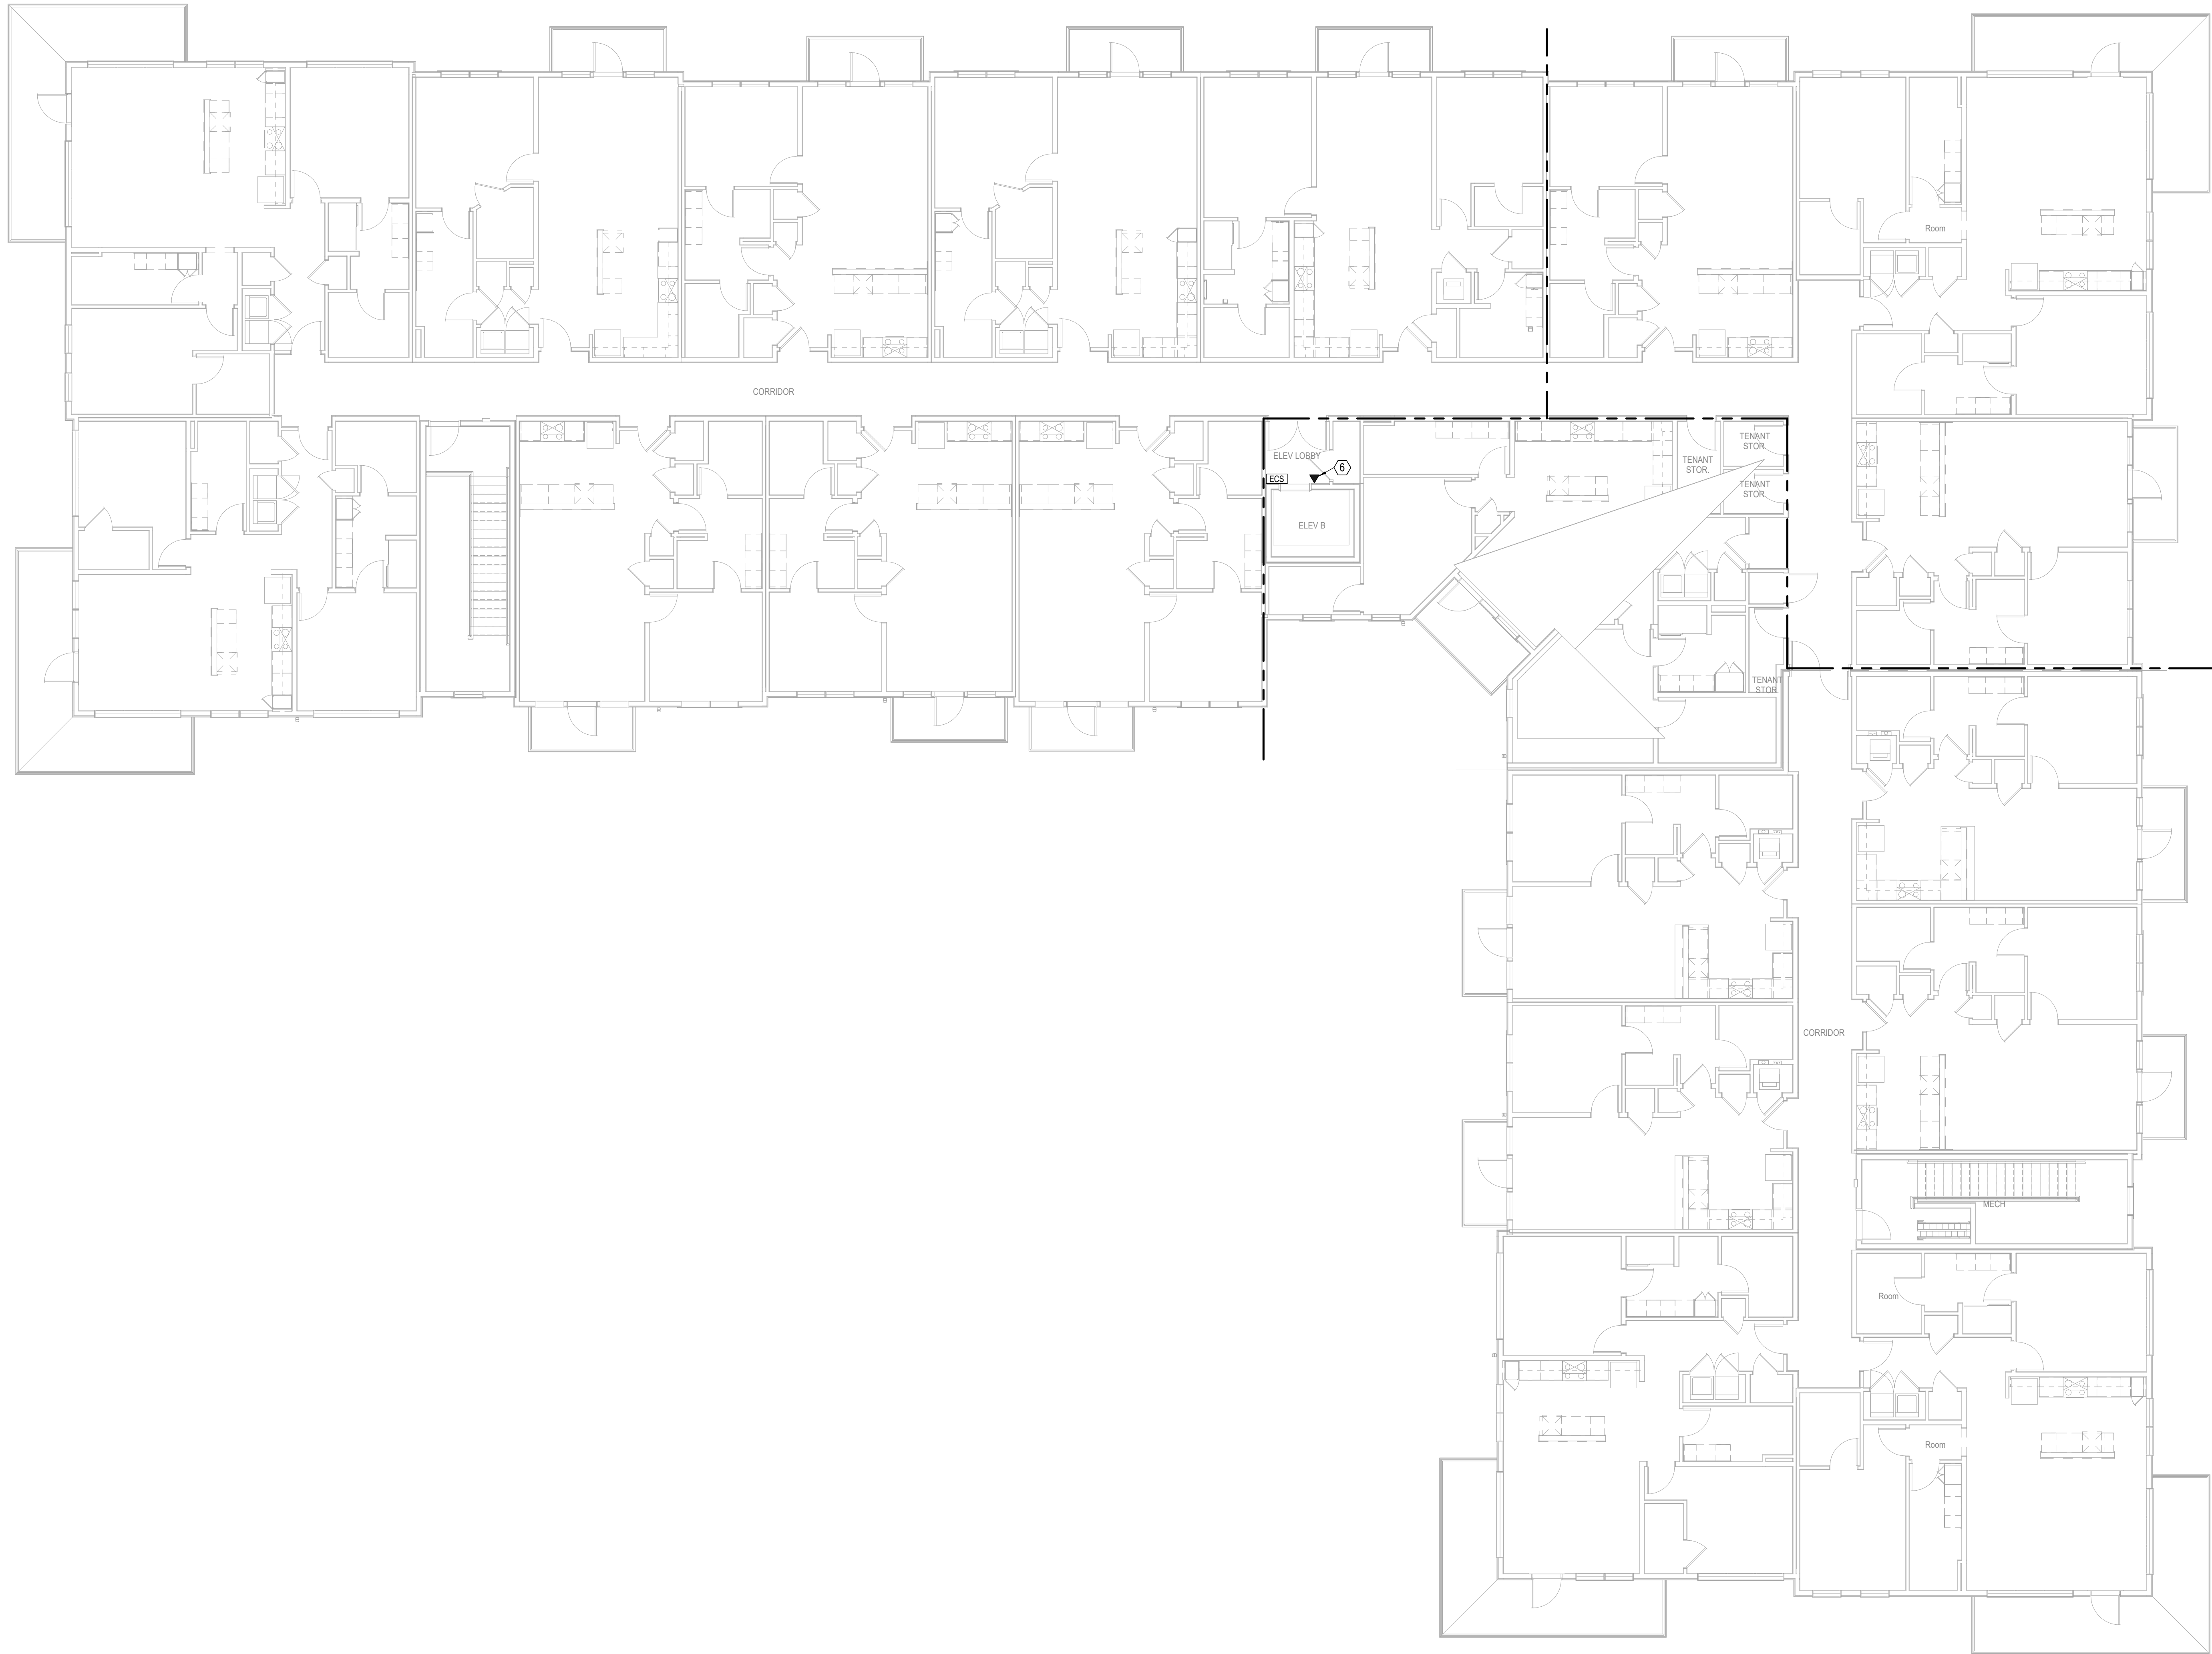 Room
CORRIDOR
TENANT
STOR.
ELEV LOBBY
TENANT
STOR.
6
ECS
TENANT
STOR.
ELEV B
TENANT
STOR.
CORRIDOR
MECH
Room
Room